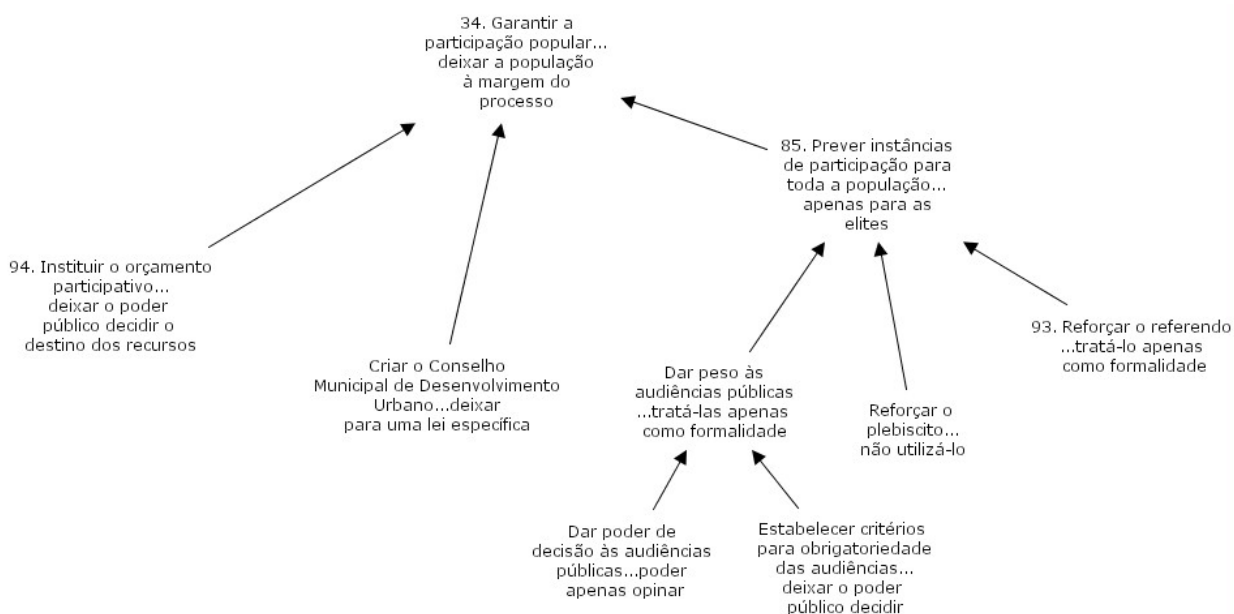 34. Garantir a
participação popular...
deixar a população
à margem do
processo
85. Prever instâncias
de participação para
toda a população...
apenas para as
elites
94. Instituir o orçamento
participativo...
deixar o poder
público decidir o
destino dos recursos
Criar o Conselho
Municipal de Desenvolvimento
Urbano...deixar
para uma lei específica
Dar peso às
audiências públicas
...tratá-las apenas
como formalidade
Reforçar o
plebiscito...
não utilizá-lo
93. Reforçar o referendo
...tratá-lo apenas
como formalidade
Dar poder de
decisão às audiências
públicas...poder
apenas opinar
Estabelecer critérios
para obrigatoriedade
das audiências...
deixar o poder
público decidir